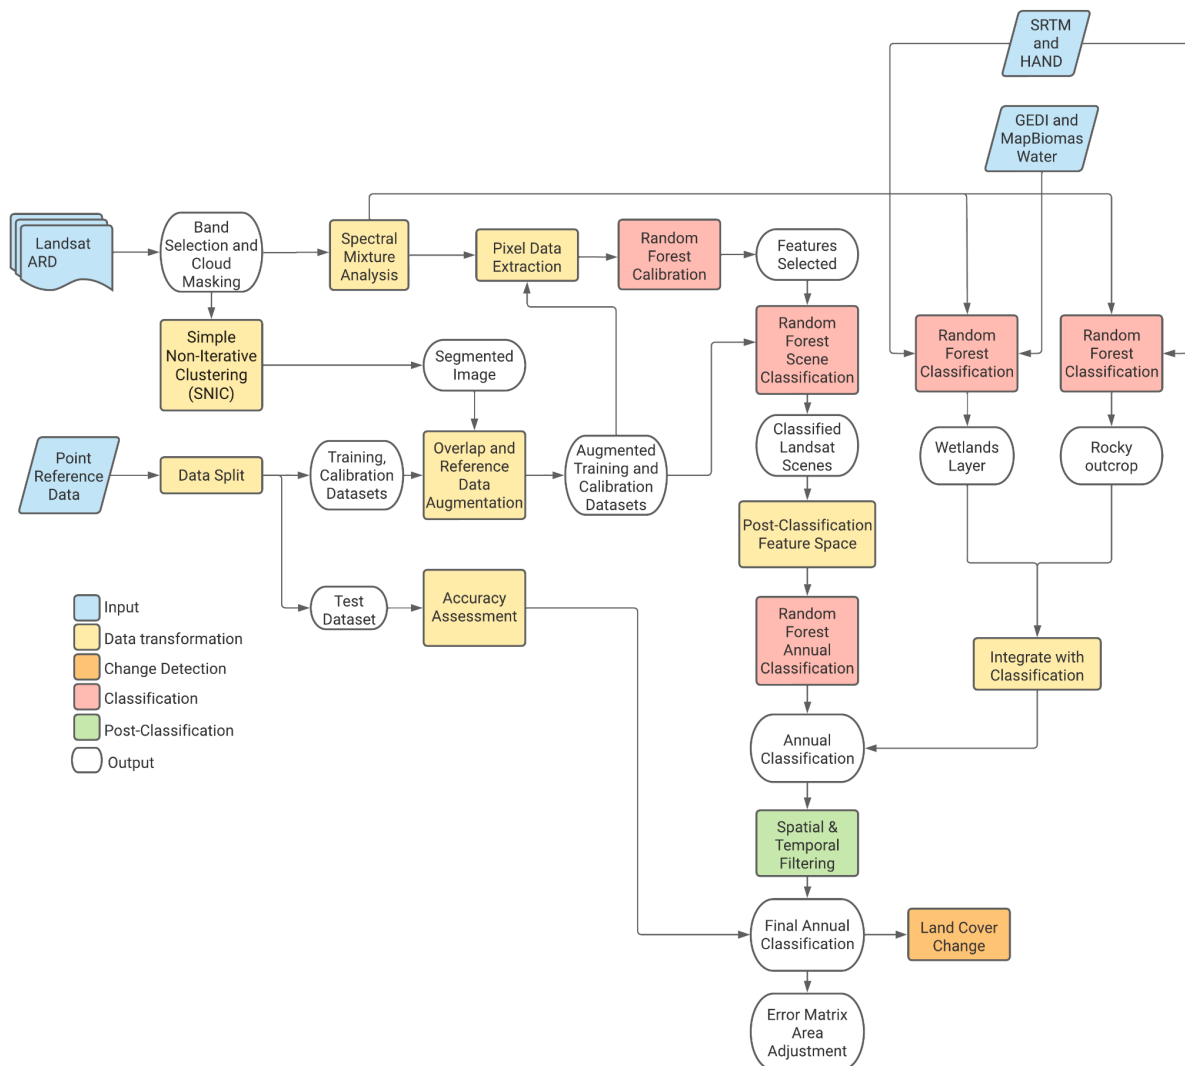 SRTM
and
HAND
GEDI and
MapBiomas
Water
Landsat
ARD
Band
Selection and
Cloud
Masking
Spectral
Mixture
Analysis
Pixel Data
Extraction
Random
Forest
Calibration
Features
Selected
Simple
Non-Iterative
Clustering
(SNIC)
Segmented
Image
Random
Forest
Scene
Classification
Random
Forest
Classification
Random
Forest
Classification
Point
Reference
Data
Data Split
Training,
Calibration
Datasets
Overlap and
Reference
Data
Augmentation
Augmented
Training and
Calibration
Datasets
Classified
Landsat
Scenes
Wetlands
Layer
Rocky
outcrop
Post-Classification
Feature Space
Test
Dataset
Accuracy
Assessment
Random
Forest
Annual
Classification
Integrate with
Classification
Input
Data transformation
Change Detection
Classification
Post-Classification
Output
Annual
Classification
Spatial &
Temporal
Filtering
Final Annual
Classification
Land Cover
Change
Error Matrix
Area
Adjustment